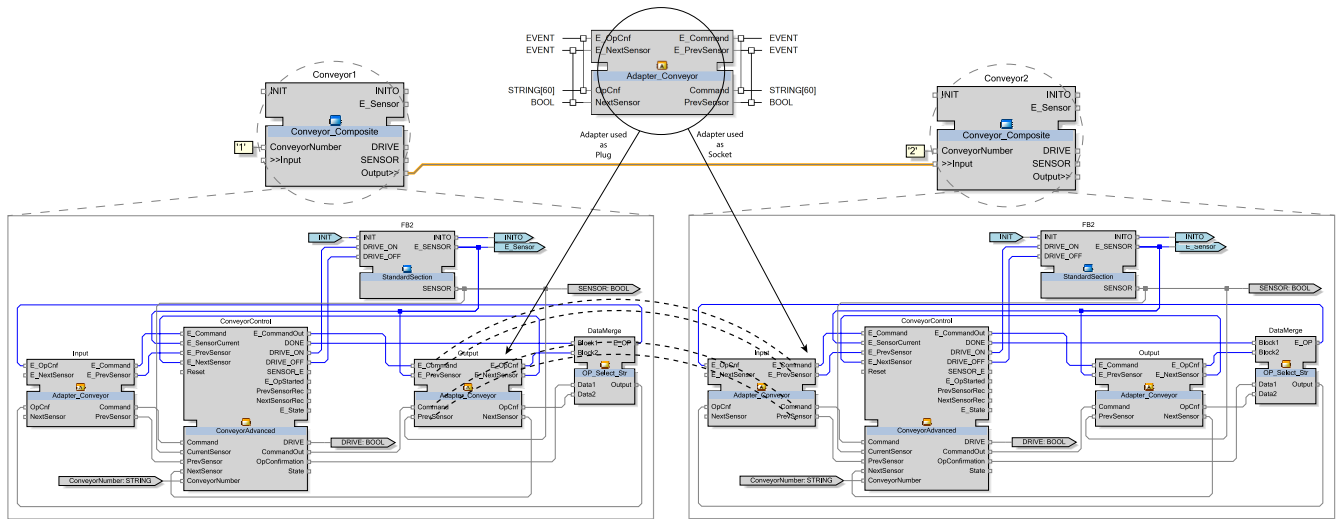 EVENT
EVENT
STRING[60]
BOOL
E_OpCnf
E_NextSensor
E_Command
E_PrevSensor
Adapter_Conveyor
OpCnf
NextSensor
Command
PrevSensor
EVENT
EVENT
STRING[60]
BOOL
Adapter used
as
Plug
Adapter used
as
Socket
Conveyor1
INIT
INITO
E_Sensor
Conveyor_Composite
'1'
ConveyorNumber
DRIVE
>>Input
SENSOR
Output>>
Conveyor2
INIT
INITO
E_Sensor
Conveyor_Composite
'2'
ConveyorNumber
DRIVE
>>Input
SENSOR
Output>>
FB2
INIT
INIT
INITO
INITO
DRIVE_ON
E_SENSOR
E_Sensor
DRIVE_OFF
StandardSection
SENSOR
SENSOR: BOOL
ConveyorControl
E_Command
E_CommandOut
E_SensorCurrent
DONE
E_PrevSensor
DRIVE_ON
E_NextSensor
DRIVE_OFF
Reset
SENSOR_E
E_OpStarted
PrevSensorRec
NextSensorRec
E_State
ConveyorAdvanced
Command
DRIVE
CurrentSensor
CommandOut
PrevSensor
OpConfirmation
NextSensor
State
ConveyorNumber
DRIVE: BOOL
ConveyorNumber: STRING
Input
E_OpCnf
E_Command
E_NextSensor
E_PrevSensor
Adapter_Conveyor
OpCnf
Command
NextSensor
PrevSensor
Output
E_Command
E_OpCnf
E_PrevSensor
E_NextSensor
Adapter_Conveyor
Command
OpCnf
PrevSensor
NextSensor
DataMerge
Block1
E_OP
Block2
OP_Select_Str
Data1
Output
Data2
FB2
INIT
INIT
INITO
INITO
DRIVE_ON
E_SENSOR
E_Sensor
DRIVE_OFF
StandardSection
SENSOR
SENSOR: BOOL
ConveyorControl
E_Command
E_CommandOut
E_SensorCurrent
DONE
E_PrevSensor
DRIVE_ON
E_NextSensor
DRIVE_OFF
Reset
SENSOR_E
E_OpStarted
PrevSensorRec
NextSensorRec
E_State
ConveyorAdvanced
Command
DRIVE
CurrentSensor
CommandOut
PrevSensor
OpConfirmation
NextSensor
State
ConveyorNumber
DRIVE: BOOL
ConveyorNumber: STRING
Input
E_OpCnf
E_Command
E_NextSensor
E_PrevSensor
Adapter_Conveyor
OpCnf
Command
NextSensor
PrevSensor
Output
E_Command
E_OpCnf
E_PrevSensor
E_NextSensor
Adapter_Conveyor
Command
OpCnf
PrevSensor
NextSensor
DataMerge
Block1
E_OP
Block2
OP_Select_Str
Data1
Output
Data2